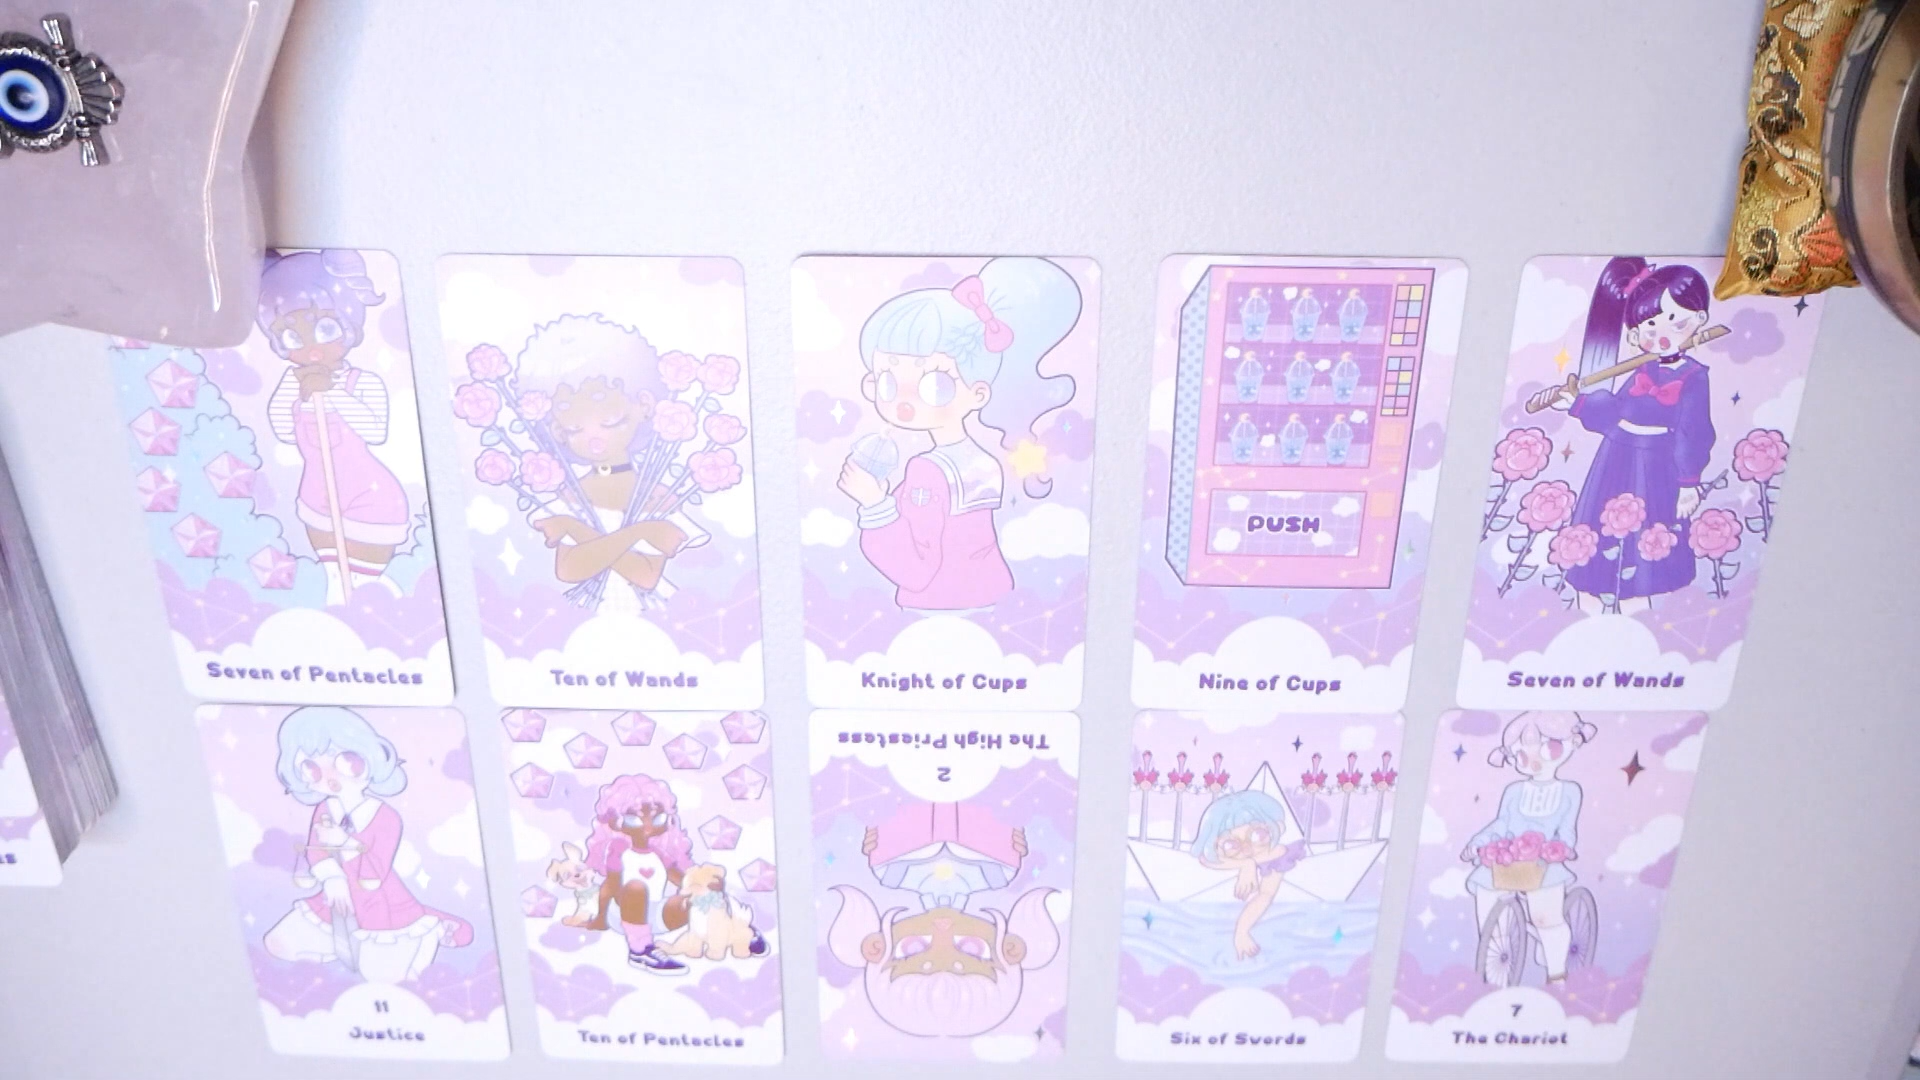 Seven of Pentacles
Ten of Wands
Knight of Cups
PUSH
Nine of Cups
Seven of Wands
11
Justice
Ten of Pentacles
The High Priestess
2
Six of Swords
7
The Chariot